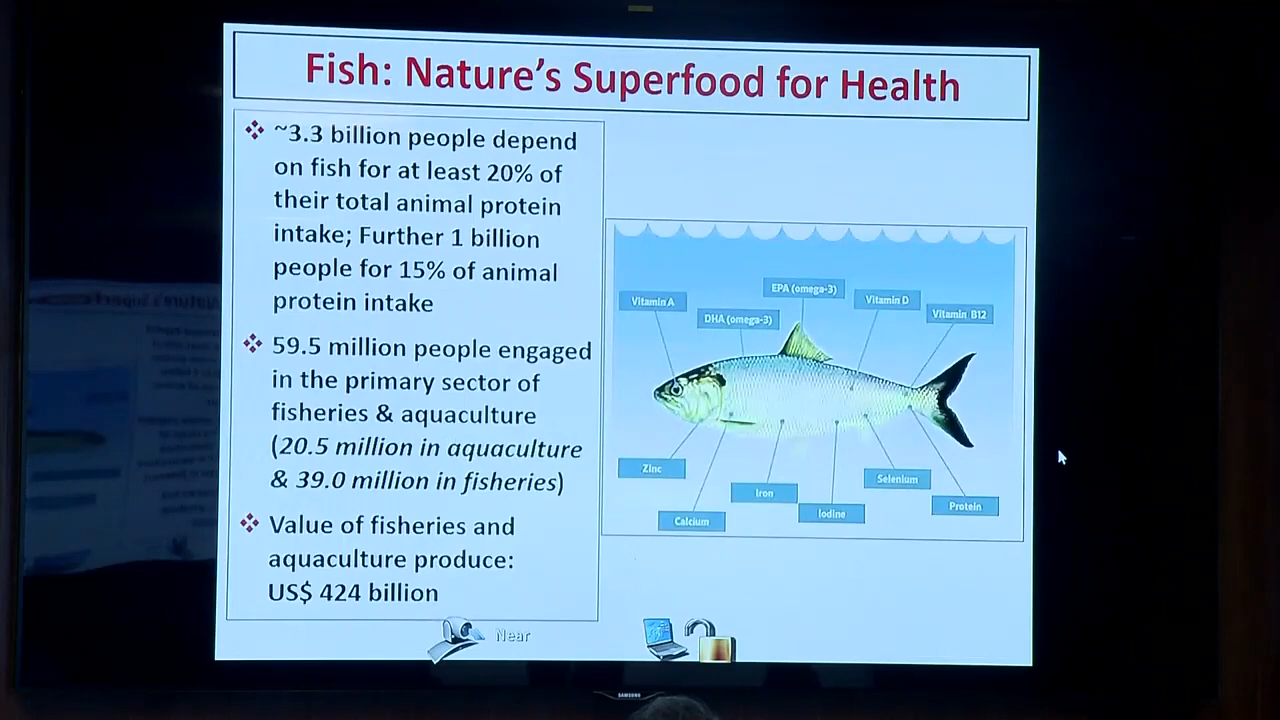 Fish: Nature's Superfood for Health
~3.3 billion people depend
on fish for at least 20% of
their total animal protein
intake; Further 1 billion
people for 15% of animal
protein intake
59.5 million people engaged
in the primary sector of
fisheries & aquaculture
(20.5 million in aquaculture
& 39.0 million in fisheries)
Value of fisheries and
aquaculture produce:
US$ 424 billion
EPA (omega-3)
Vitamin A
Vitamin D
DHA (omega-3)
Vitamin B12
Zinc
Selenium
Iron
Protein
Iodine
Calcium
Near
SAMSUNG